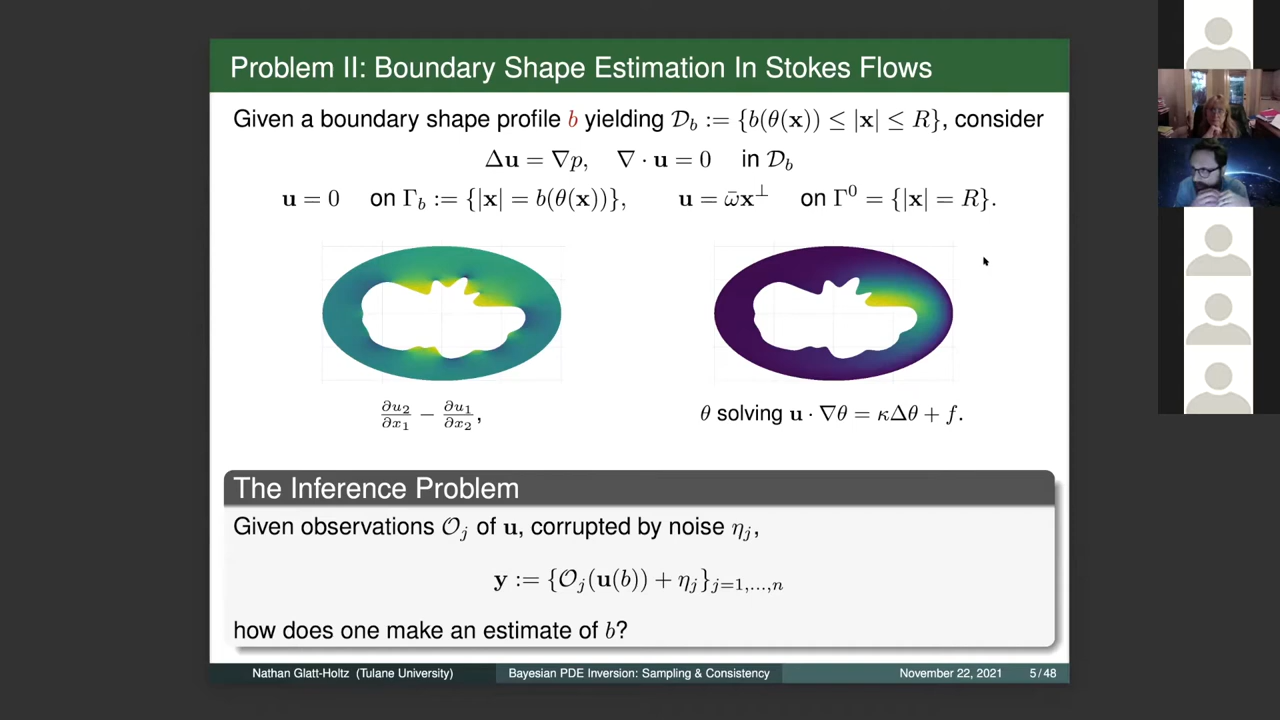 Problem II: Boundary Shape Estimation In Stokes Flows
Given a boundary shape profile b yielding 𝒟_b := {b(θ(𝐱)) ≤ |𝐱| ≤ R}, consider
Δ𝐮 = ∇p,   ∇ · 𝐮 = 0   in 𝒟_b
𝐮 = 0   on Γ_b := {|𝐱| = b(θ(𝐱))},   𝐮 = ω̄𝐱^⊥   on Γ^0 = {|𝐱| = R}.
∂u_2/∂x_1 − ∂u_1/∂x_2,
θ solving 𝐮 · ∇θ = κΔθ + f.
The Inference Problem
Given observations 𝒪_j of 𝐮, corrupted by noise η_j,
𝐲 := {𝒪_j(𝐮(b)) + η_j}_{j=1,...,n}
how does one make an estimate of b?
Nathan Glatt-Holtz (Tulane University)   Bayesian PDE Inversion: Sampling & Consistency   November 22, 2021   5 / 48